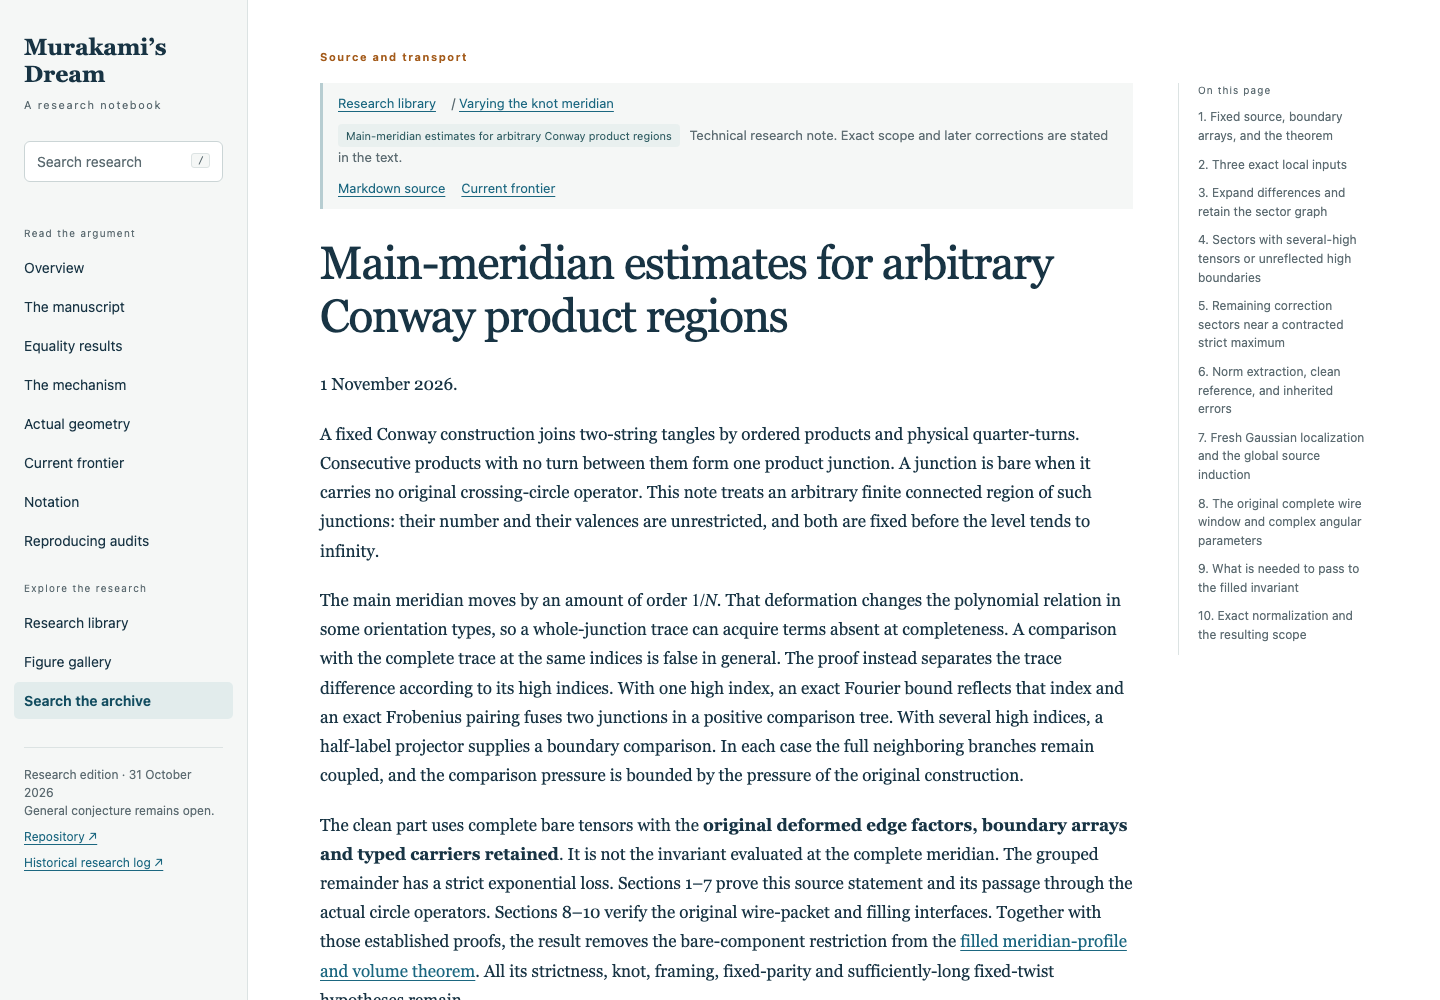 Murakami’s
Dream
A research notebook
Search research /
Read the argument
Overview
The manuscript
Equality results
The mechanism
Actual geometry
Current frontier
Notation
Reproducing audits
Explore the research
Research library
Figure gallery
Search the archive
Research edition · 31 October
2026
General conjecture remains open.
Repository ↗
Historical research log ↗
Source and transport
Research library / Varying the knot meridian
Main-meridian estimates for arbitrary Conway product regions Technical research note. Exact scope and later corrections are stated
in the text.
Markdown source Current frontier
Main-meridian estimates for arbitrary
Conway product regions
1 November 2026.
A fixed Conway construction joins two-string tangles by ordered products and physical quarter-turns.
Consecutive products with no turn between them form one product junction. A junction is bare when it
carries no original crossing-circle operator. This note treats an arbitrary finite connected region of such
junctions: their number and their valences are unrestricted, and both are fixed before the level tends to
infinity.
The main meridian moves by an amount of order 1/N. That deformation changes the polynomial relation in
some orientation types, so a whole-junction trace can acquire terms absent at completeness. A comparison
with the complete trace at the same indices is false in general. The proof instead separates the trace
difference according to its high indices. With one high index, an exact Fourier bound reflects that index and
an exact Frobenius pairing fuses two junctions in a positive comparison tree. With several high indices, a
half-label projector supplies a boundary comparison. In each case the full neighboring branches remain
coupled, and the comparison pressure is bounded by the pressure of the original construction.
The clean part uses complete bare tensors with the original deformed edge factors, boundary arrays
and typed carriers retained. It is not the invariant evaluated at the complete meridian. The grouped
remainder has a strict exponential loss. Sections 1–7 prove this source statement and its passage through the
actual circle operators. Sections 8–10 verify the original wire-packet and filling interfaces. Together with
those established proofs, the result removes the bare-component restriction from the filled meridian-profile
and volume theorem. All its strictness, knot, framing, fixed-parity and sufficiently-long fixed-twist
hypotheses remain.
On this page
1. Fixed source, boundary
arrays, and the theorem
2. Three exact local inputs
3. Expand differences and
retain the sector graph
4. Sectors with several-high
tensors or unreflected high
boundaries
5. Remaining correction
sectors near a contracted
strict maximum
6. Norm extraction, clean
reference, and inherited
errors
7. Fresh Gaussian localization
and the global source
induction
8. The original complete wire
window and complex angular
parameters
9. What is needed to pass to
the filled invariant
10. Exact normalization and
the resulting scope